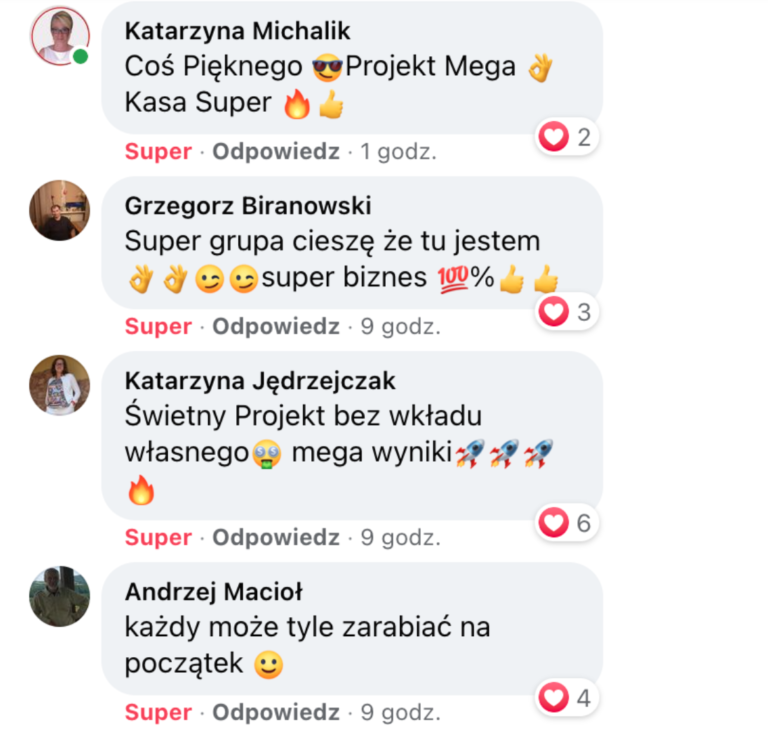 Katarzyna Michalik
Coś Pięknego 😎Projekt Mega 👌
Kasa Super 🔥👍
2
Super · Odpowiedz · 1 godz.
Grzegorz Biranowski
Super grupa cieszę że tu jestem
👌👌😉😉super biznes 💯%👍👍
3
Super · Odpowiedz · 9 godz.
Katarzyna Jędrzejczak
Świetny Projekt bez wkładu
własnego🤑 mega wyniki🚀🚀🚀
🔥
6
Super · Odpowiedz · 9 godz.
Andrzej Macioł
każdy może tyle zarabiać na
początek 🙂
4
Super · Odpowiedz · 9 godz.